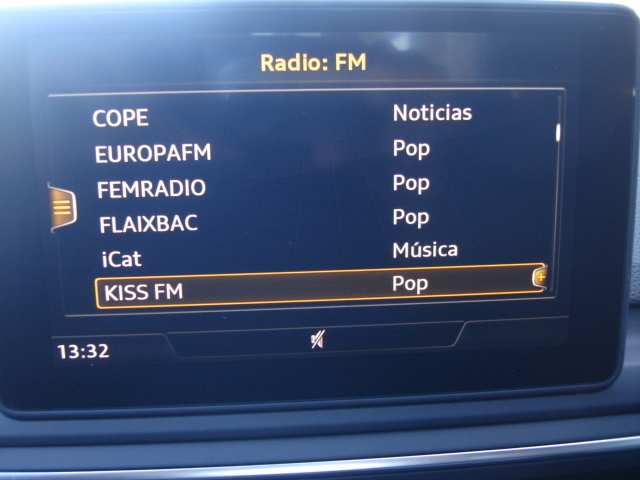 Radio: FM
COPE Noticias
EUROPAFM Pop
FEMRADIO Pop
FLAIXBAC Pop
iCat Música
KISS FM Pop
13:32